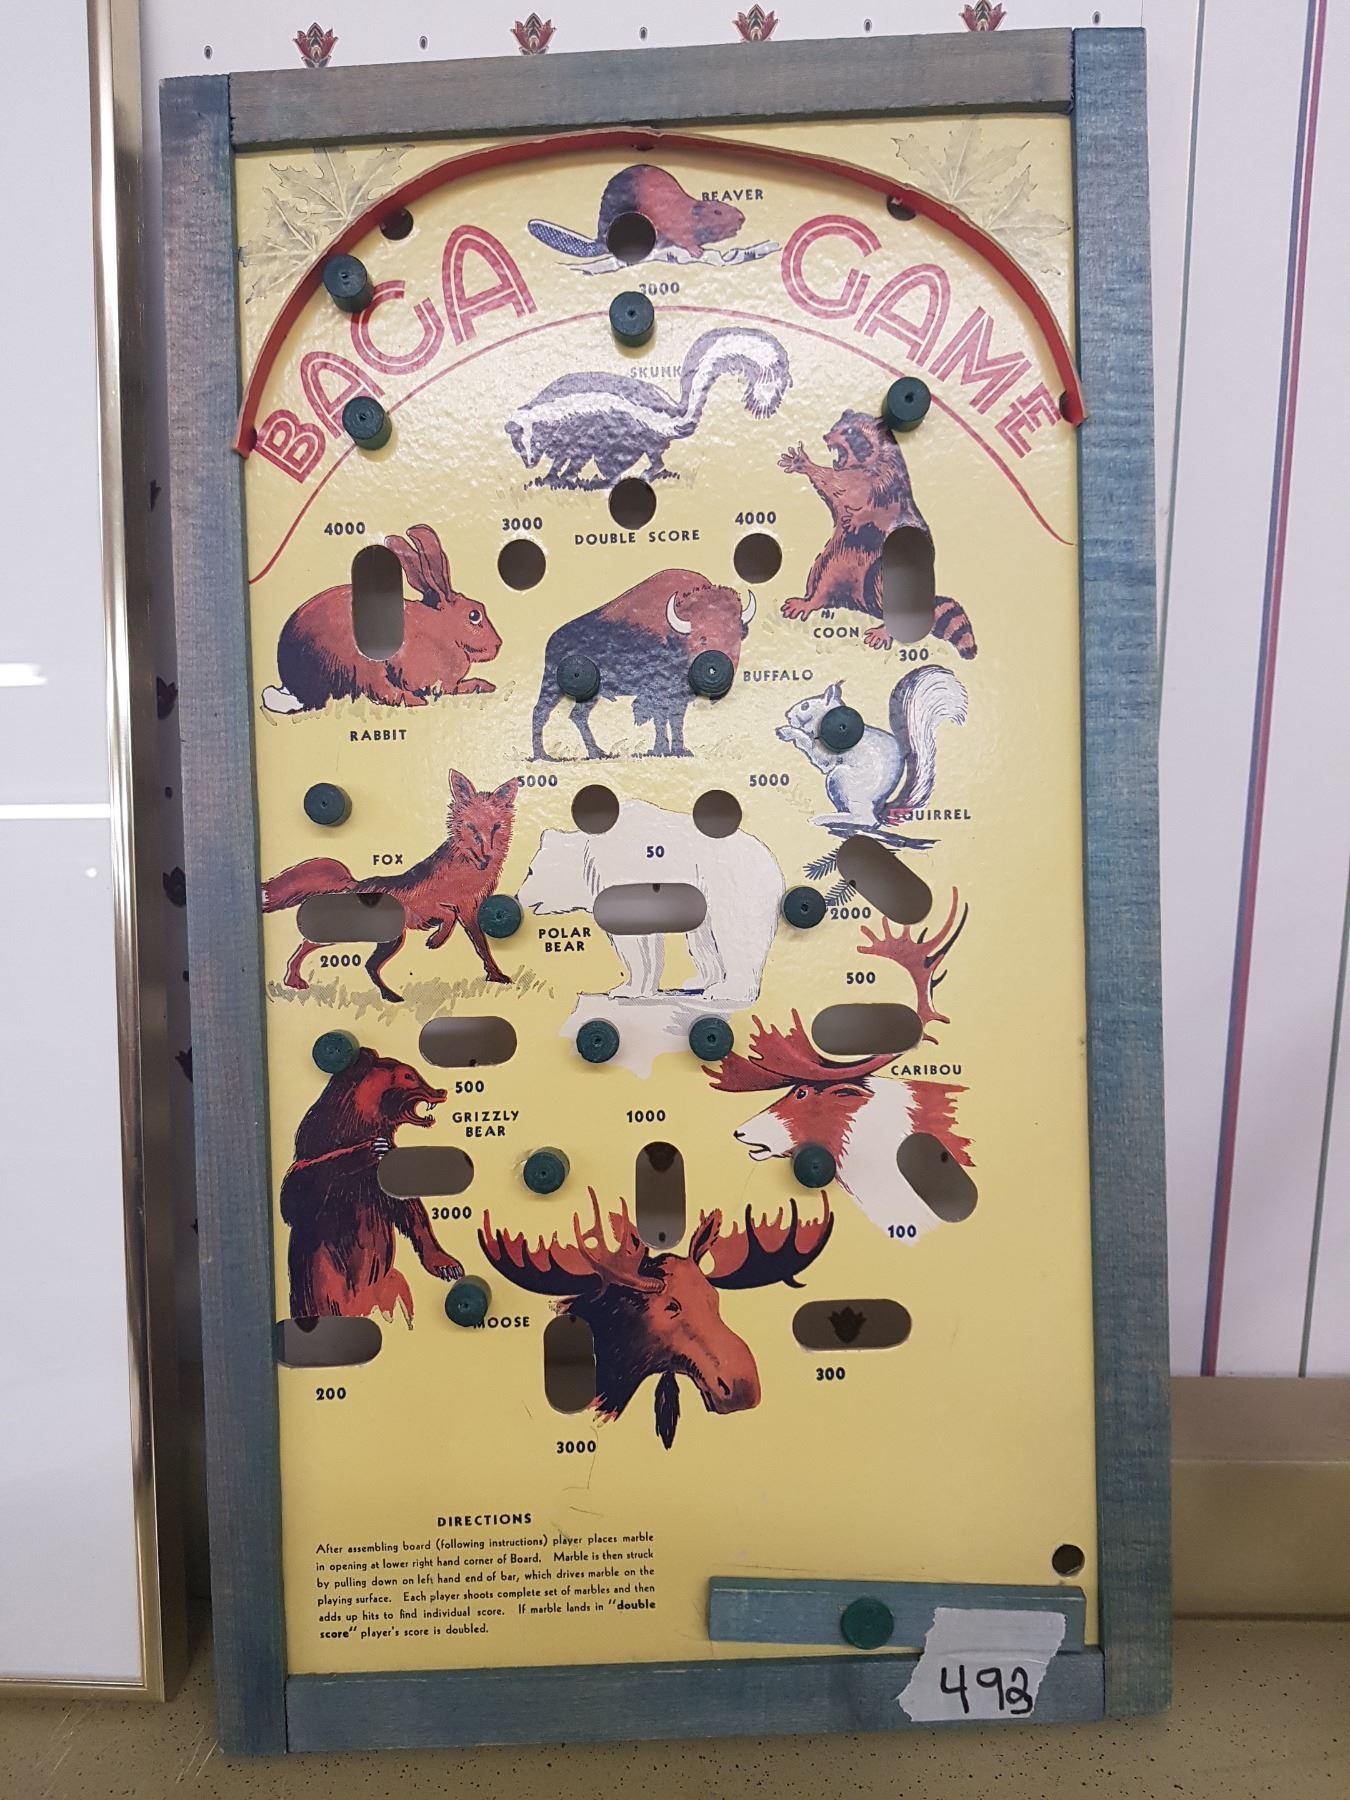 BAGA GAME
BEAVER
3000
SKUNK
4000
3000
DOUBLE SCORE
4000
COON
300
BUFFALO
RABBIT
5000
5000
SQUIRREL
FOX
50
2000
POLAR
BEAR
2000
500
CARIBOU
500
GRIZZLY
BEAR
1000
3000
100
MOOSE
300
200
3000
DIRECTIONS
After assembling board (following instructions) player places marble
in opening at lower right hand corner of Board. Marble is then struck
by pulling down on left hand end of bar, which drives marble on the
playing surface. Each player shoots complete set of marbles and then
adds up hits to find individual score. If marble lands in "double
score" player's score is doubled.
493